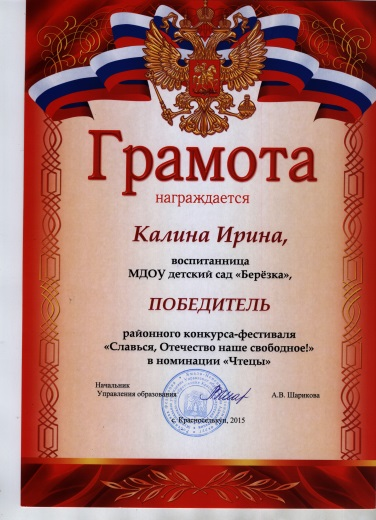 Грамота
награждается
Калина Ирина,
воспитанница
МДОУ детский сад «Берёзка»,
ПОБЕДИТЕЛЬ
районного конкурса-фестиваля
«Славься, Отечество наше свободное!»
в номинации «Чтецы»
Начальник
Управления образования А.В. Шарикова
с. Красноселькуп, 2015